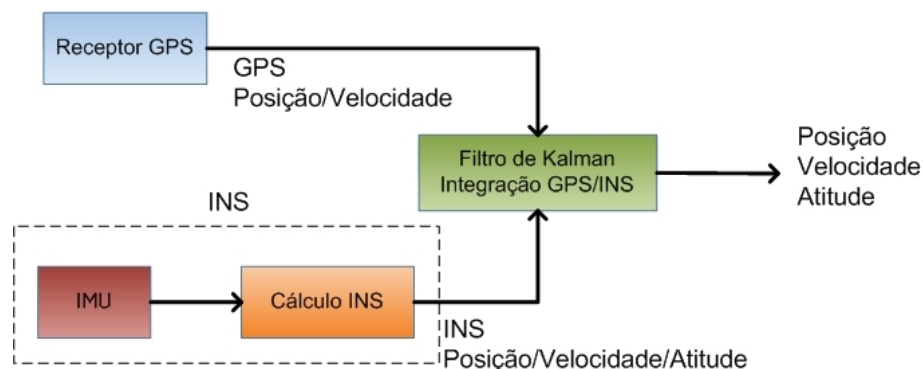 Receptor GPS
GPS
Posição/Velocidade
Filtro de Kalman
Integração GPS/INS
Posição
Velocidade
Atitude
INS
IMU
Cálculo INS
INS
Posição/Velocidade/Atitude